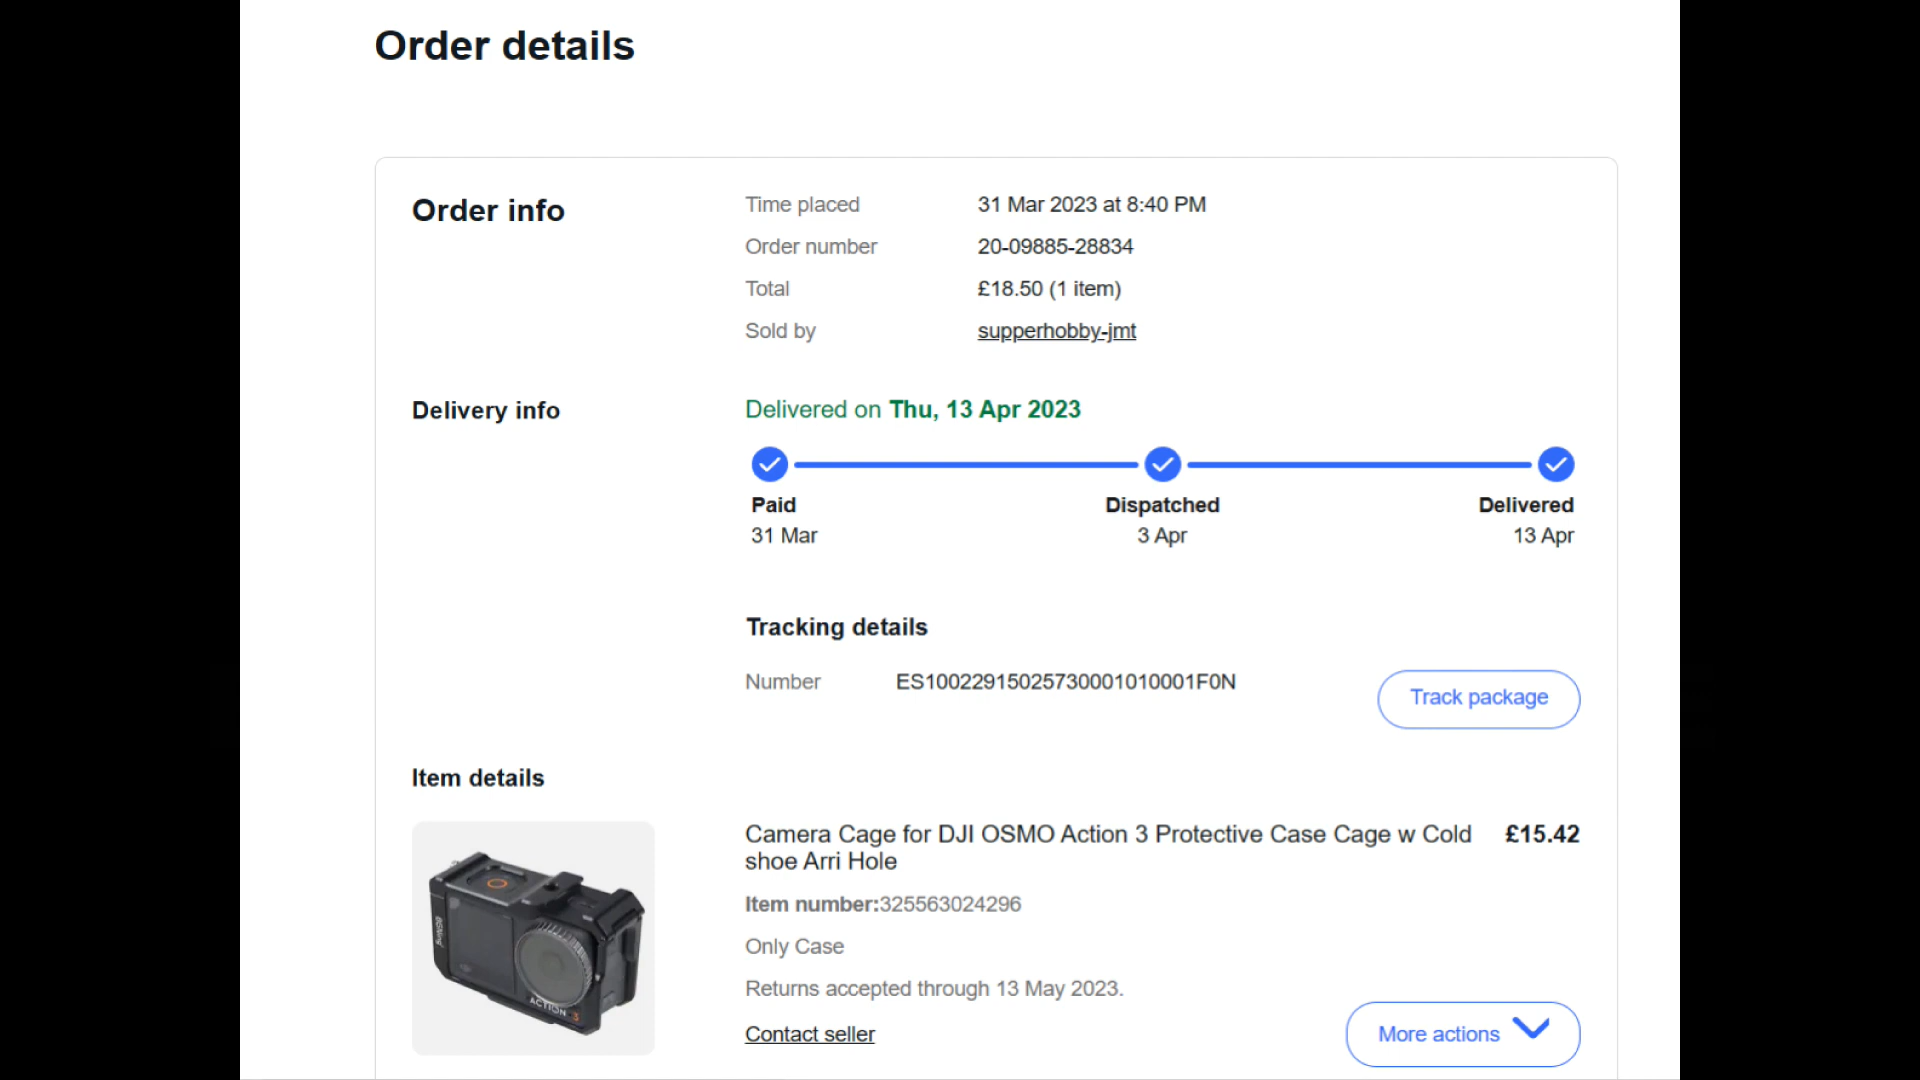 Order details
Order info
Time placed 31 Mar 2023 at 8:40 PM
Order number 20-09885-28834
Total £18.50 (1 item)
Sold by supperhobby-jmt
Delivery info
Delivered on Thu, 13 Apr 2023
Paid Dispatched Delivered
31 Mar 3 Apr 13 Apr
Tracking details
Number ES10022915025730001010001F0N
Track package
Item details
Camera Cage for DJI OSMO Action 3 Protective Case Cage w Cold £15.42
shoe Arri Hole
Item number:325563024296
Only Case
Returns accepted through 13 May 2023.
Contact seller
More actions
ACTION 3